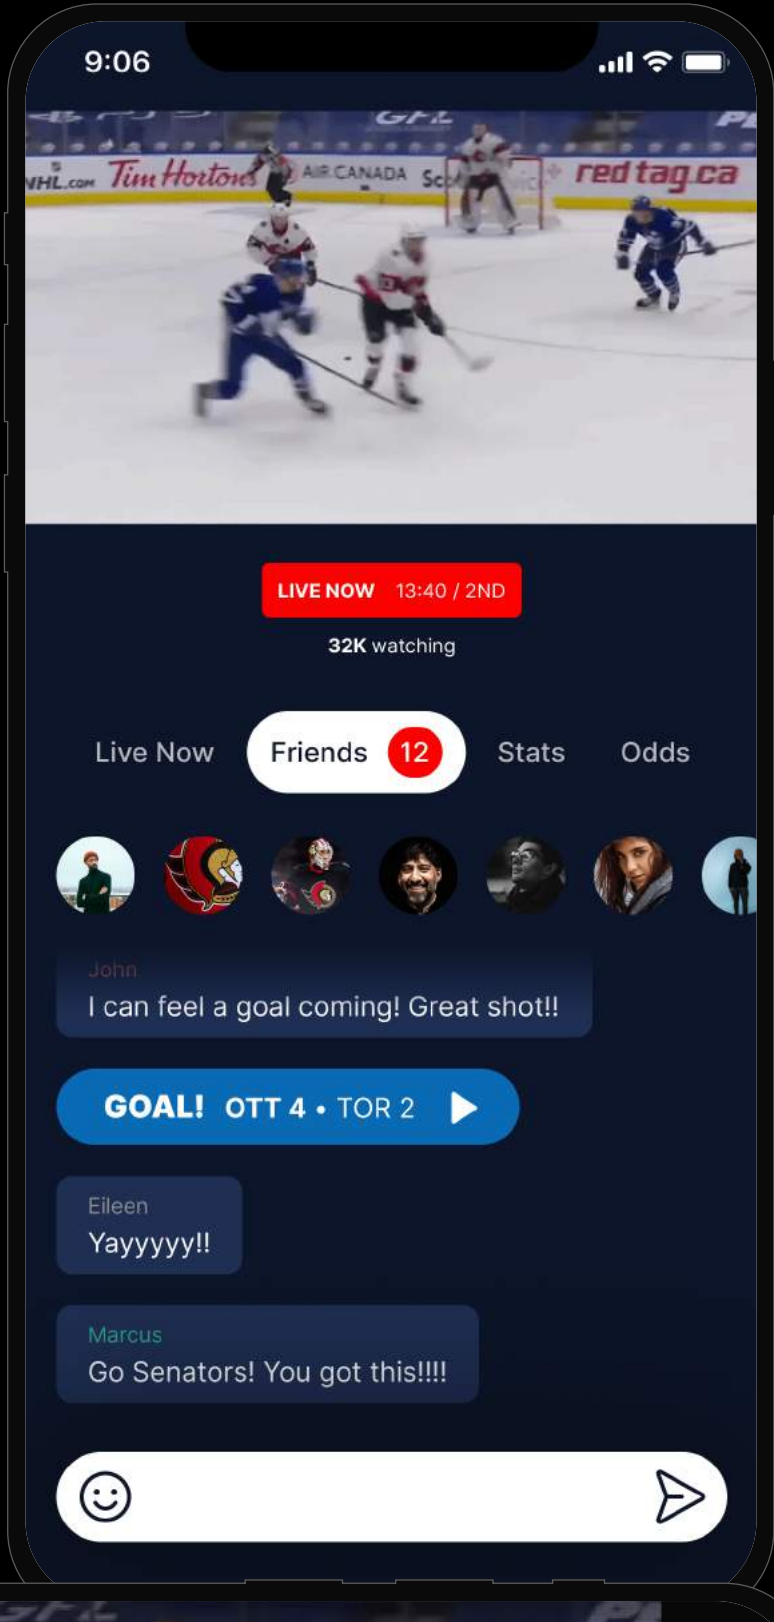 9:06
GFL
NHL.COM Tim Hortons AIR CANADA redtag.ca
LIVE NOW 13:40 / 2ND
32K watching
Live Now Friends 12 Stats Odds
John
I can feel a goal coming! Great shot!!
GOAL! OTT 4 • TOR 2
Eileen
Yayyyyy!!
Marcus
Go Senators! You got this!!!!
GFL